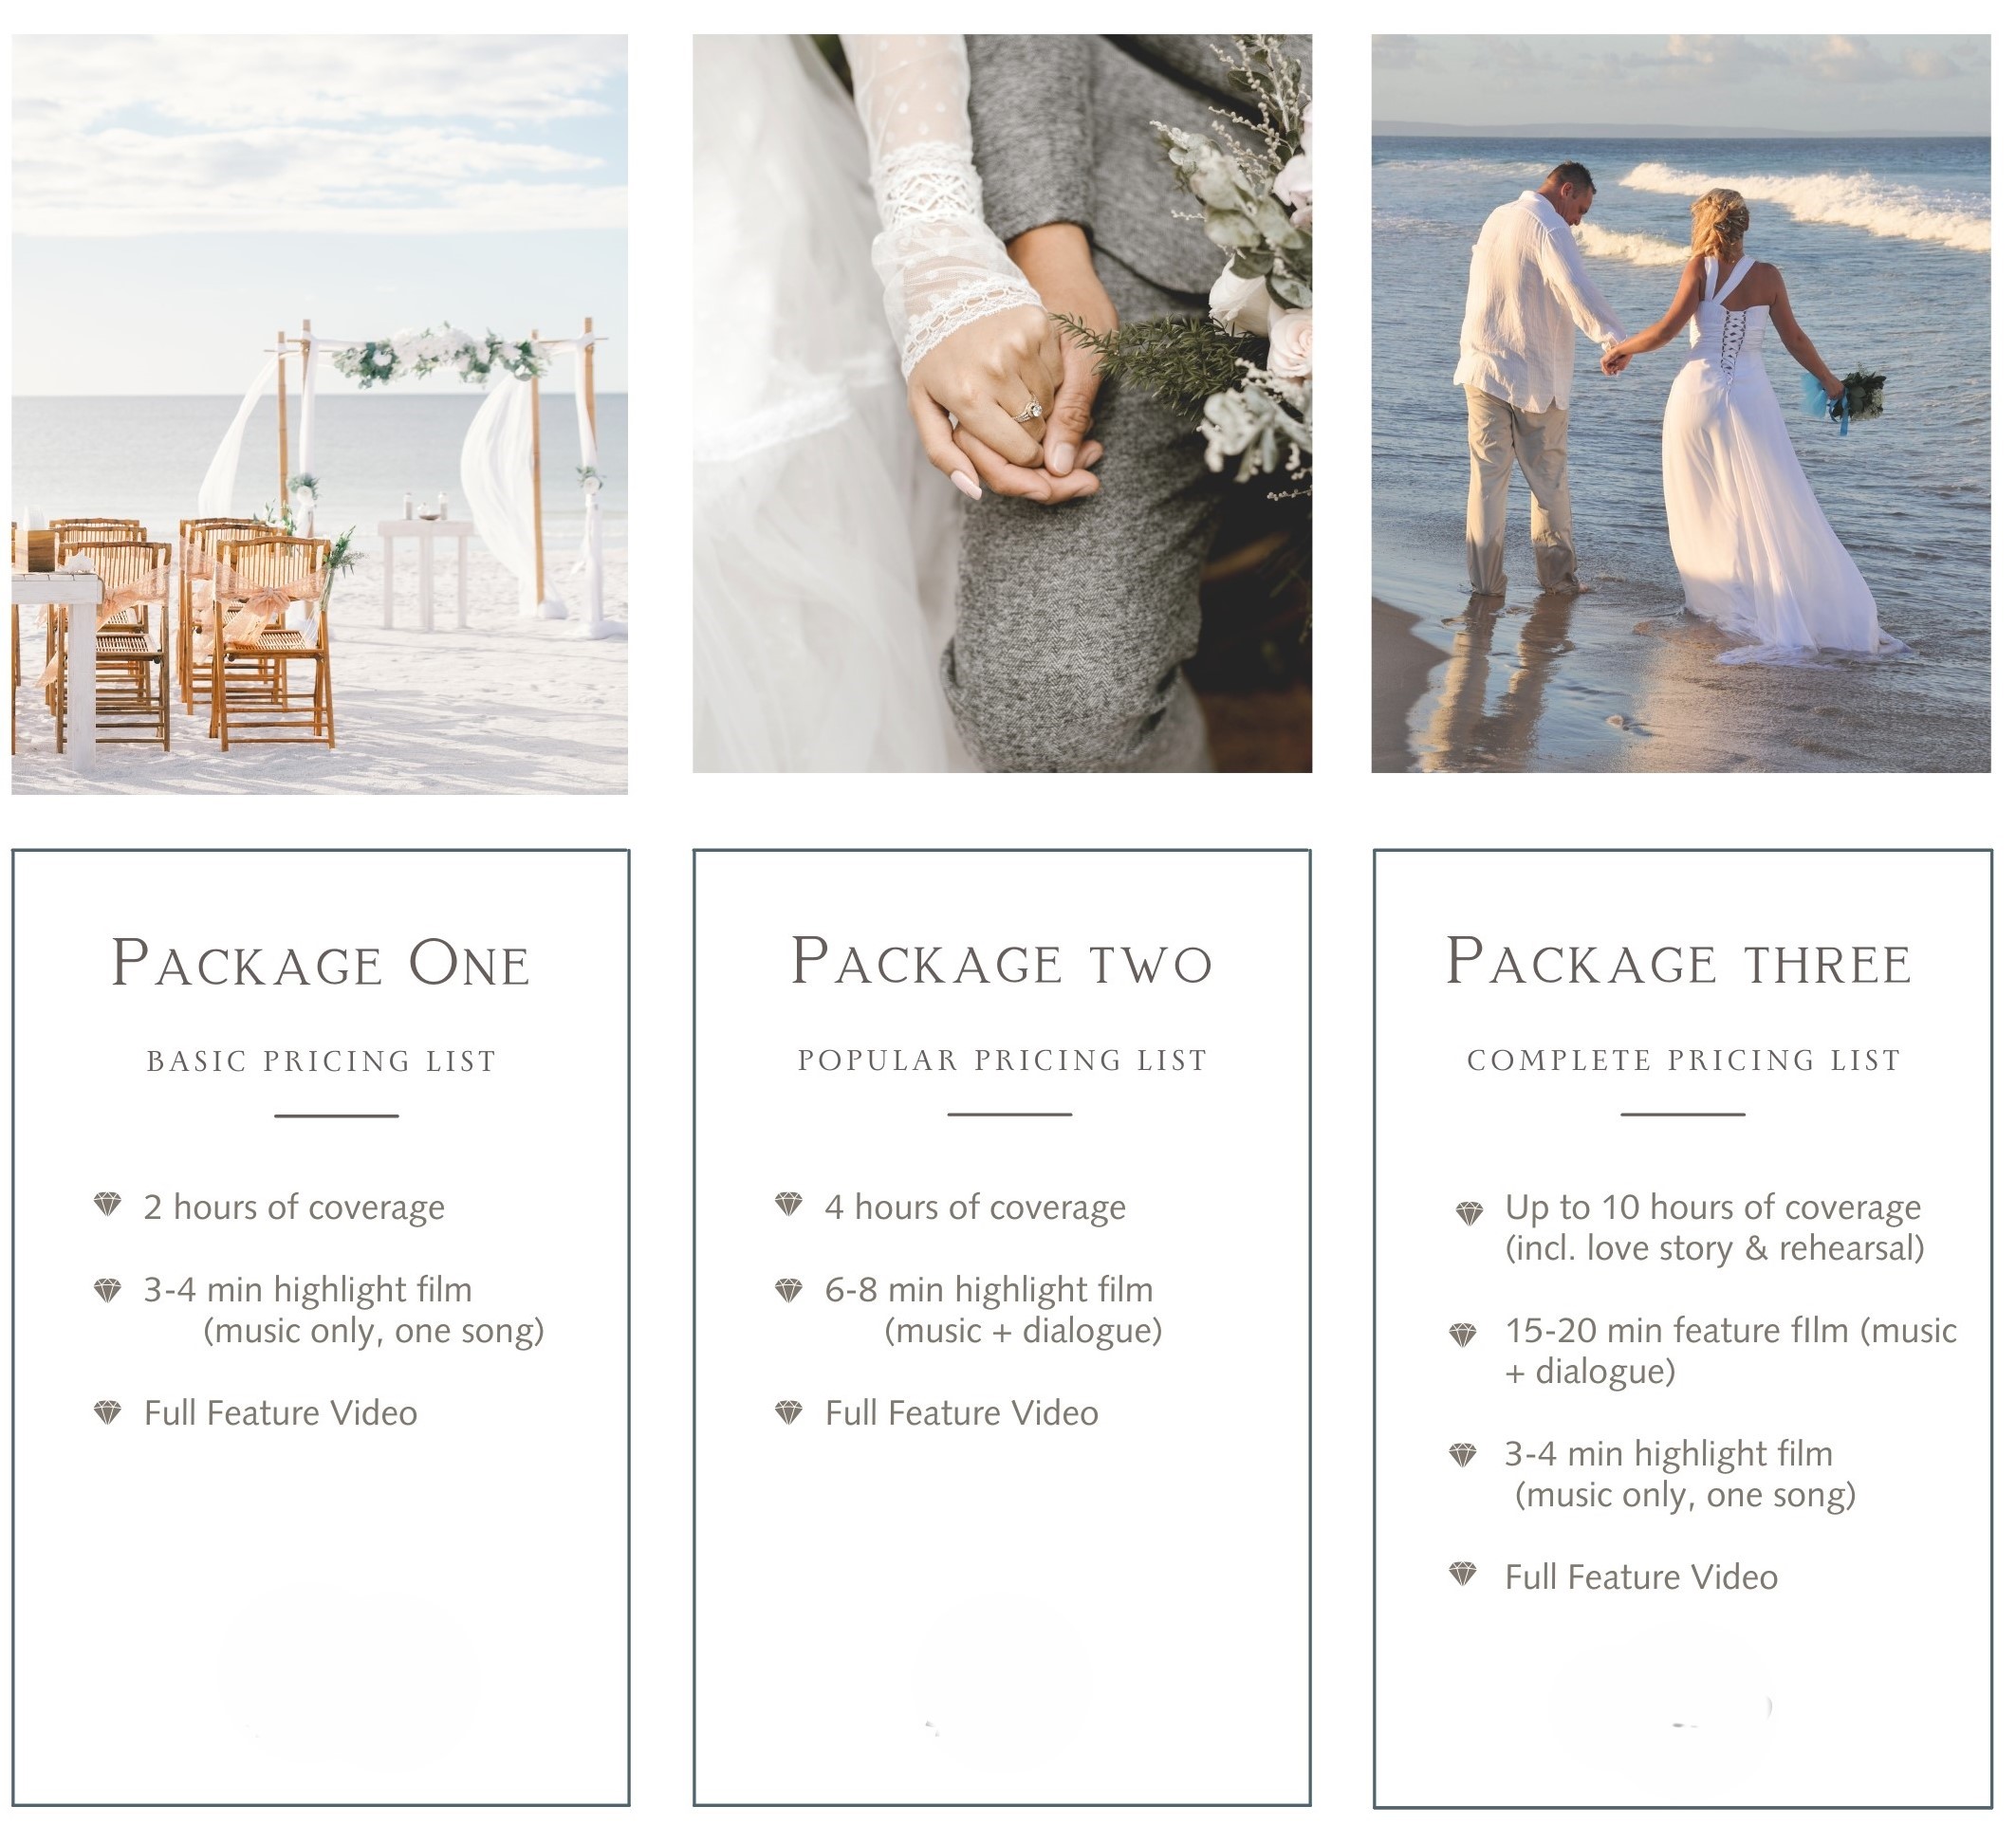 Package One
BASIC PRICING LIST
2 hours of coverage
3-4 min highlight film
(music only, one song)
Full Feature Video
Package two
POPULAR PRICING LIST
4 hours of coverage
6-8 min highlight film
(music + dialogue)
Full Feature Video
Package three
COMPLETE PRICING LIST
Up to 10 hours of coverage
(incl. love story & rehearsal)
15-20 min feature fIlm (music
+ dialogue)
3-4 min highlight film
(music only, one song)
Full Feature Video